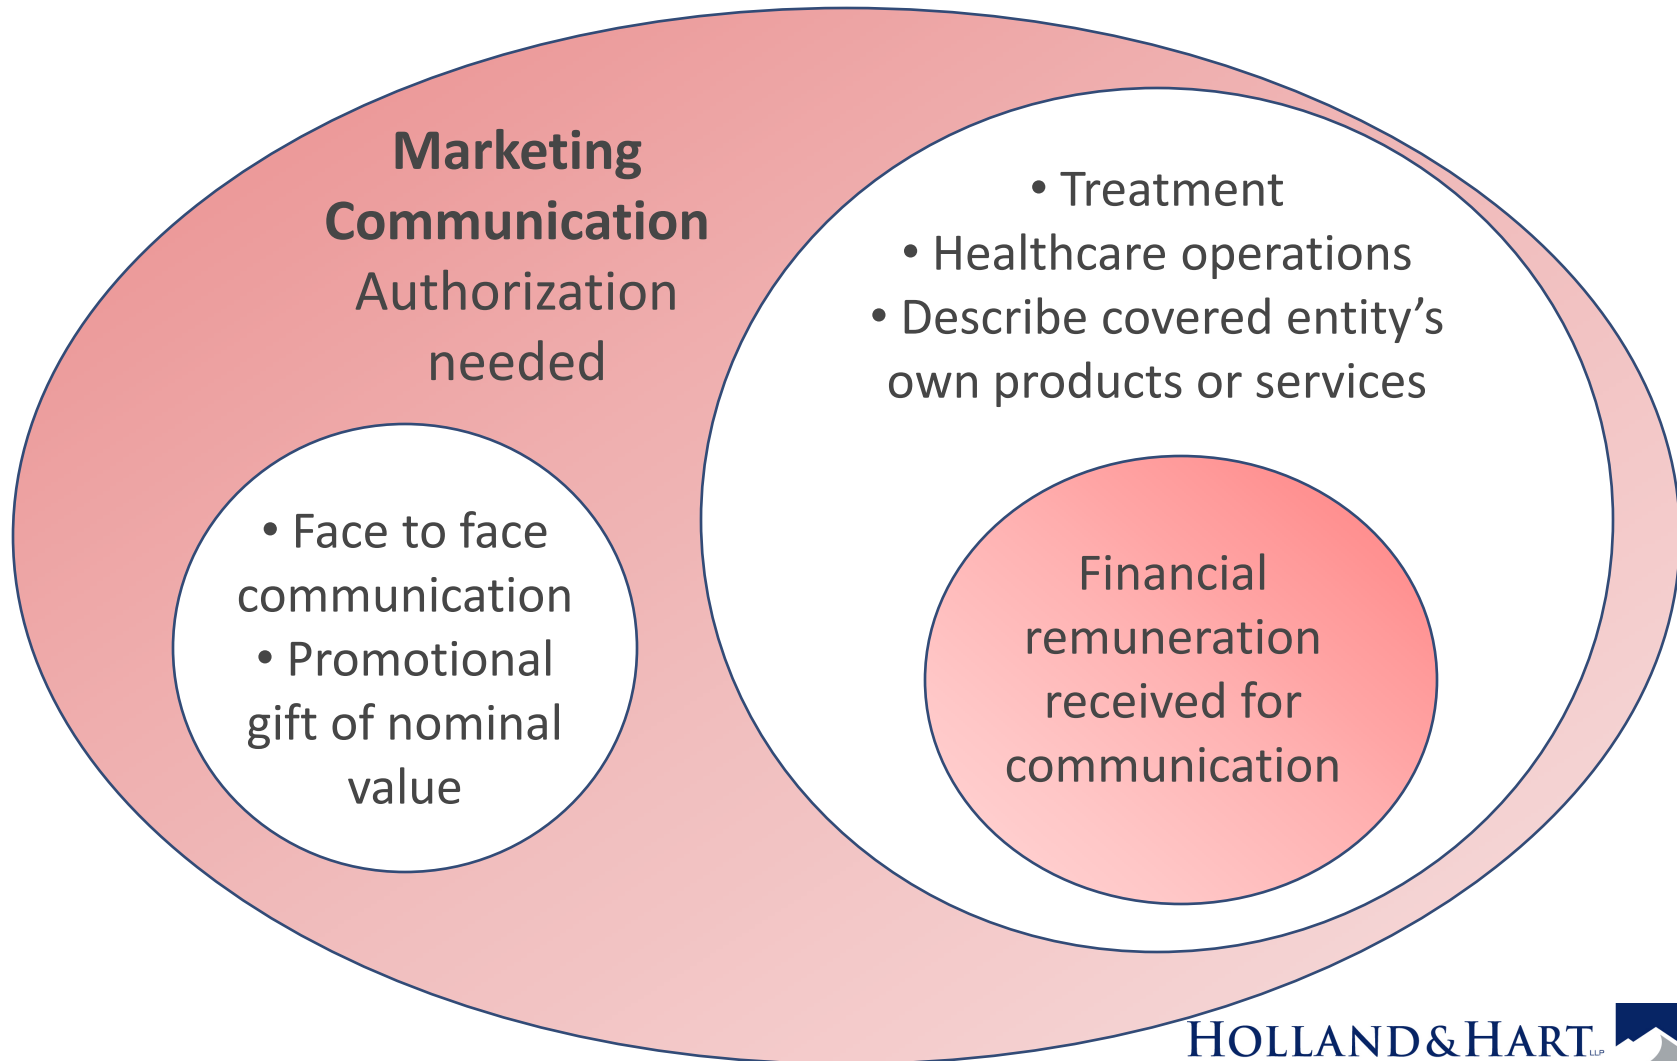 Marketing
Communication
Authorization
needed
• Treatment
• Healthcare operations
• Describe covered entity’s
own products or services
• Face to face
communication
• Promotional
gift of nominal
value
Financial
remuneration
received for
communication
HOLLAND & HART LLP